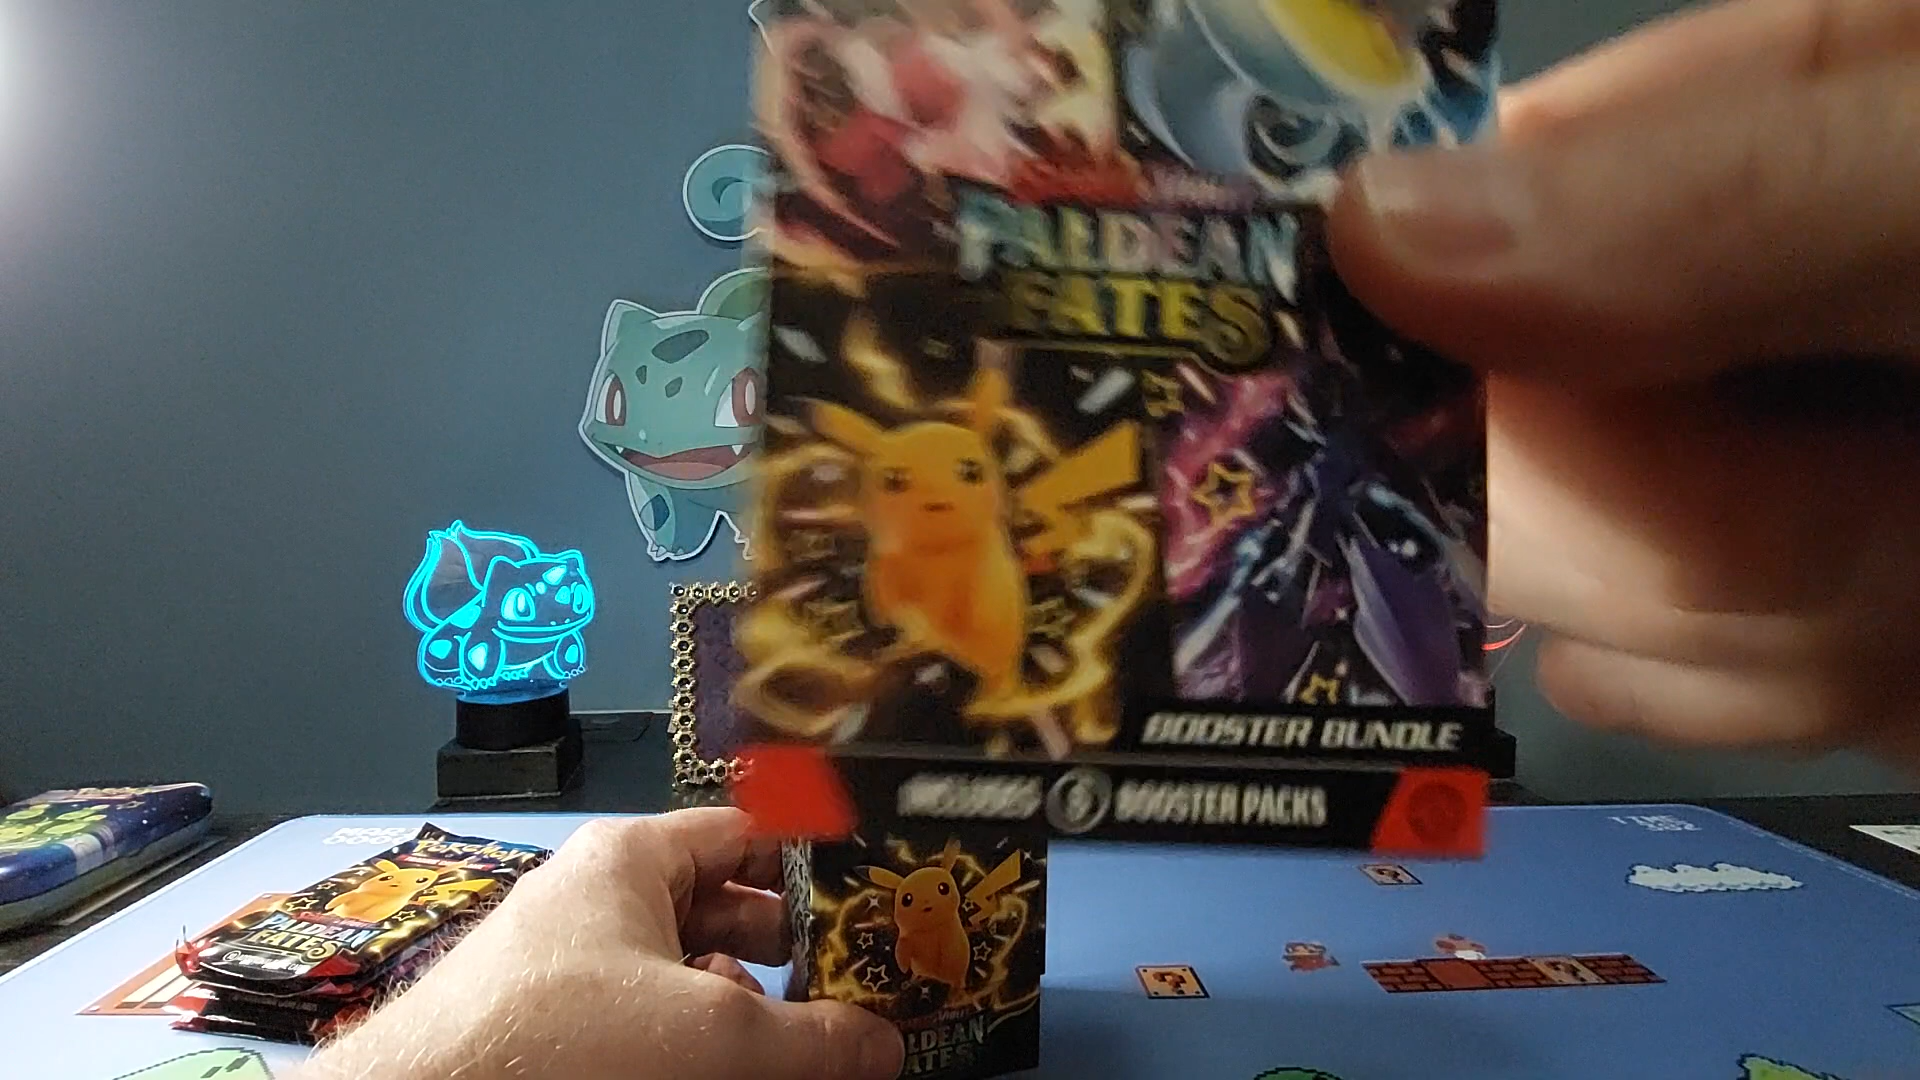 PALDEAN
FATES
BOOSTER BUNDLE
INCLUDES 6 BOOSTER PACKS
POKÉMON
PALDEAN
FATES
PALDEAN
FATES